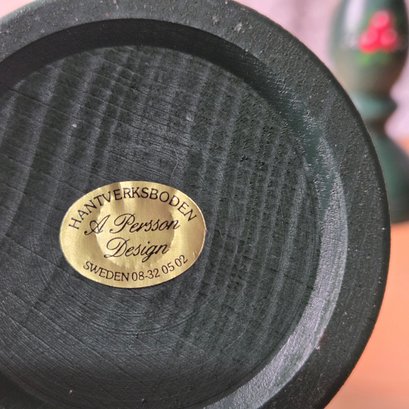 HANTVERKSBODEN
A Persson
Design
SWEDEN 08-32 05 02